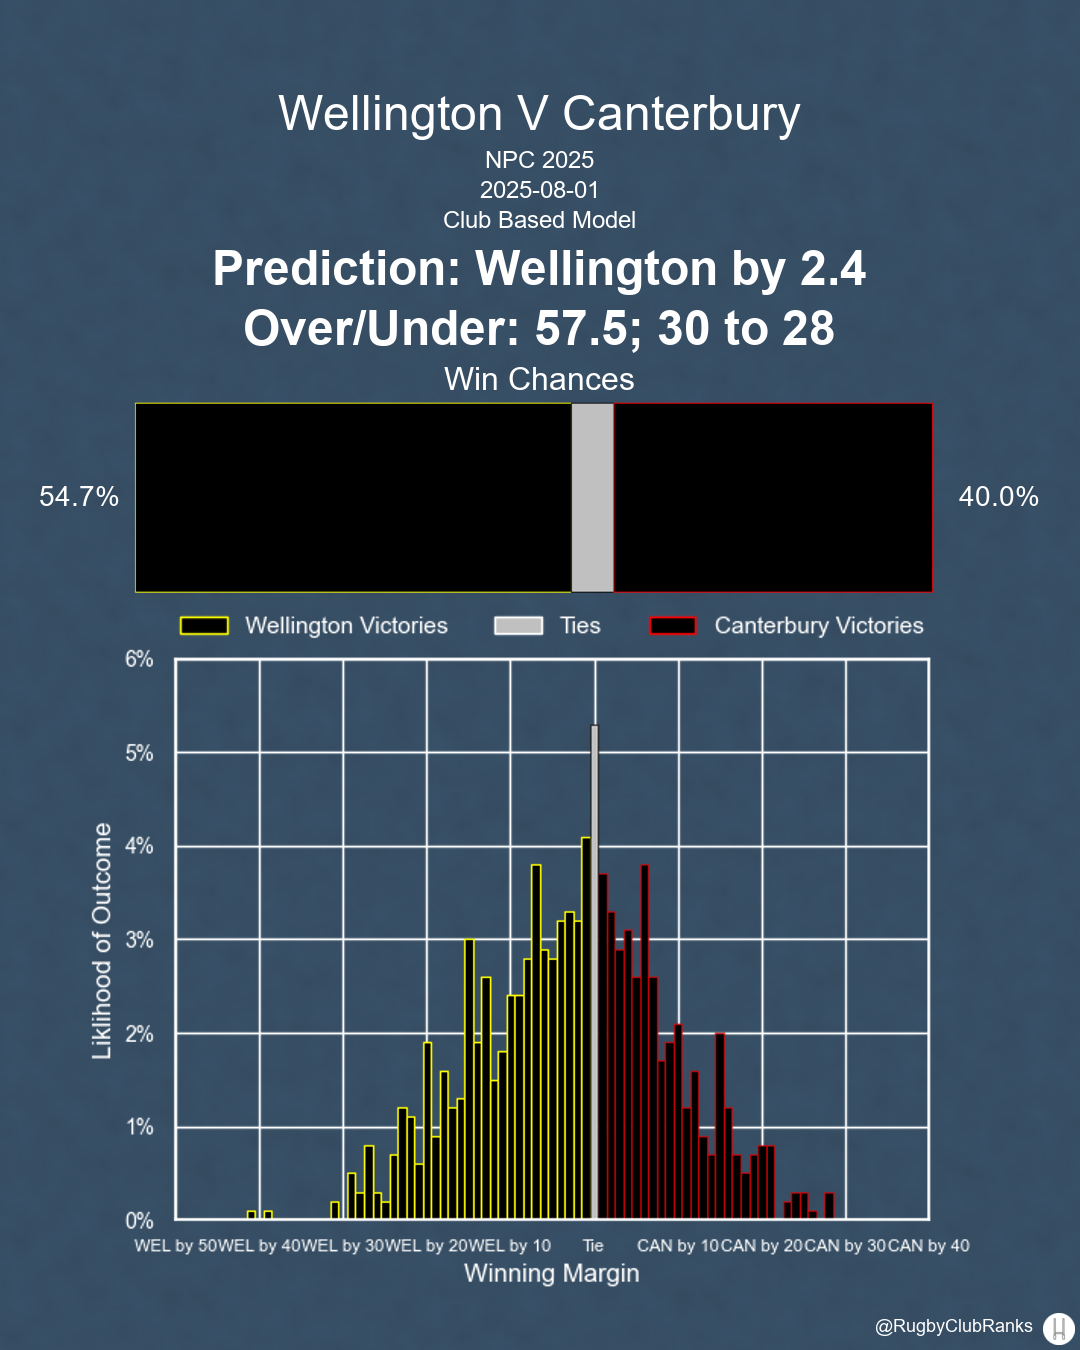 Wellington V Canterbury
NPC 2025
2025-08-01
Club Based Model
Prediction: Wellington by 2.4
Over/Under: 57.5; 30 to 28
Win Chances
54.7%
40.0%
Wellington Victories
Ties
Canterbury Victories
6%
5%
4%
3%
2%
1%
0%
Liklihood of Outcome
WEL by 50 WEL by 40 WEL by 30 WEL by 20 WEL by 10 Tie CAN by 10 CAN by 20 CAN by 30 CAN by 40
Winning Margin
@RugbyClubRanks